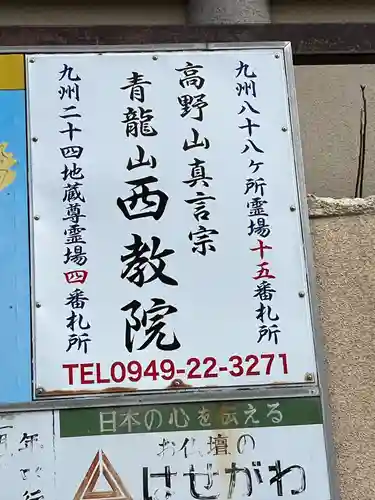 九州八十八ヶ所霊場十五番札所
高野山真言宗
青龍山西教院
九州二十四地蔵尊霊場四番札所
TEL0949-22-3271
日本の心を伝える
お仏壇の
はせがわ